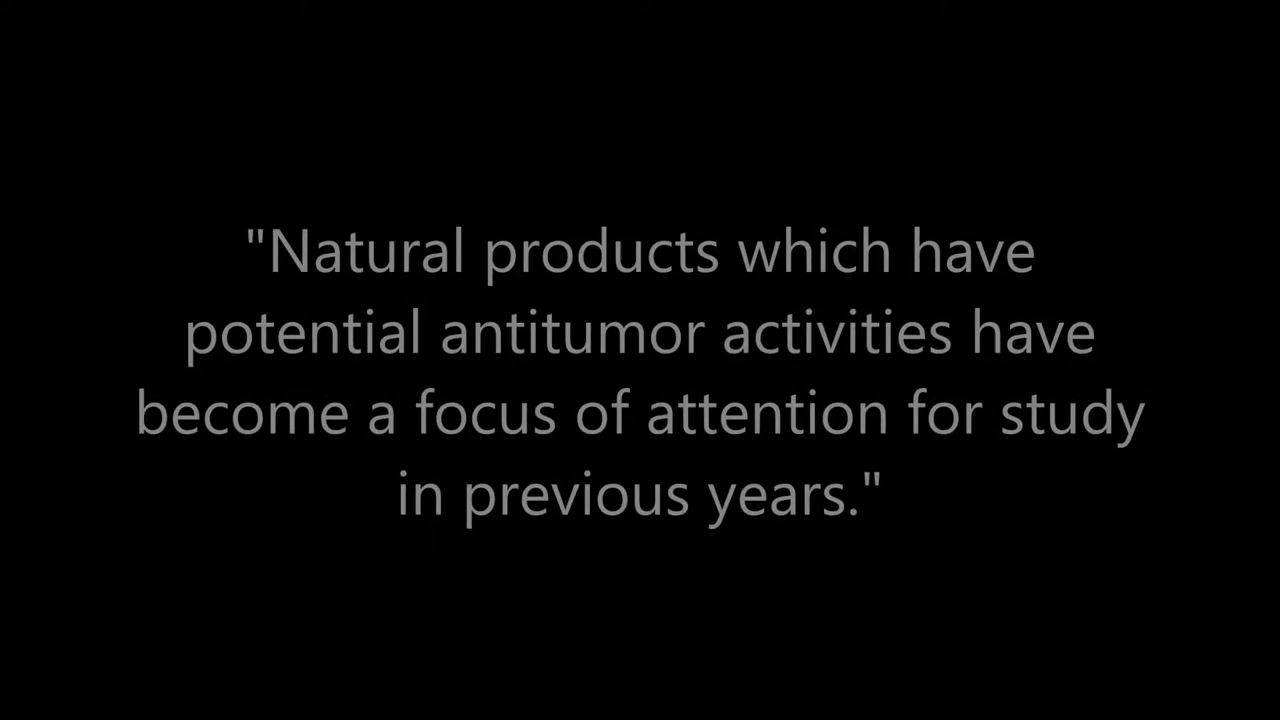 "Natural products which have
potential antitumor activities have
become a focus of attention for study
in previous years."